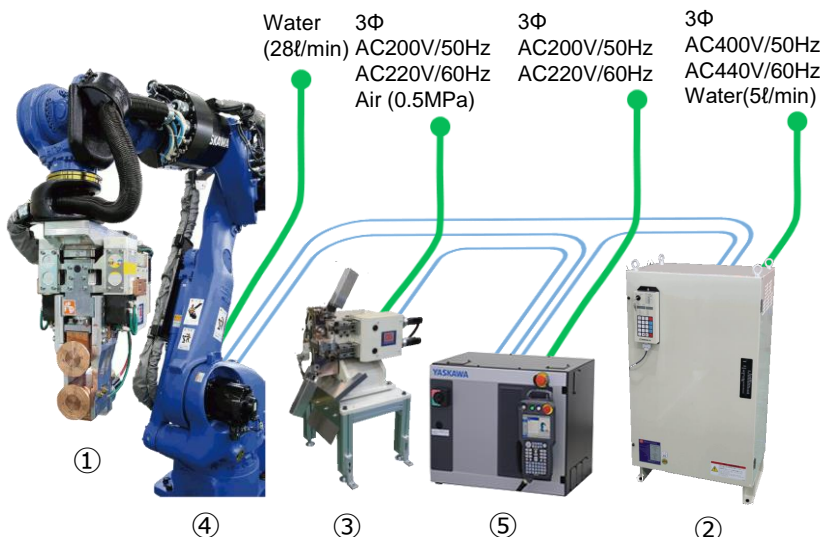 Water
(28ℓ/min)
3Φ
AC200V/50Hz
AC220V/60Hz
Air (0.5MPa)
3Φ
AC200V/50Hz
AC220V/60Hz
3Φ
AC400V/50Hz
AC440V/60Hz
Water(5ℓ/min)
SKAWA
YASKAWA
①
④
③
⑤
②